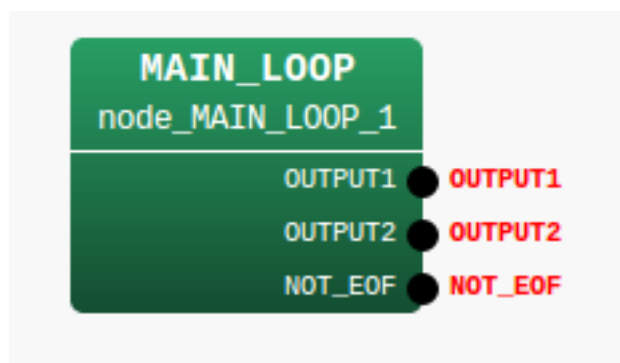 MAIN_LOOP
node_MAIN_LOOP_1
OUTPUT1 OUTPUT1
OUTPUT2 OUTPUT2
NOT_EOF NOT_EOF